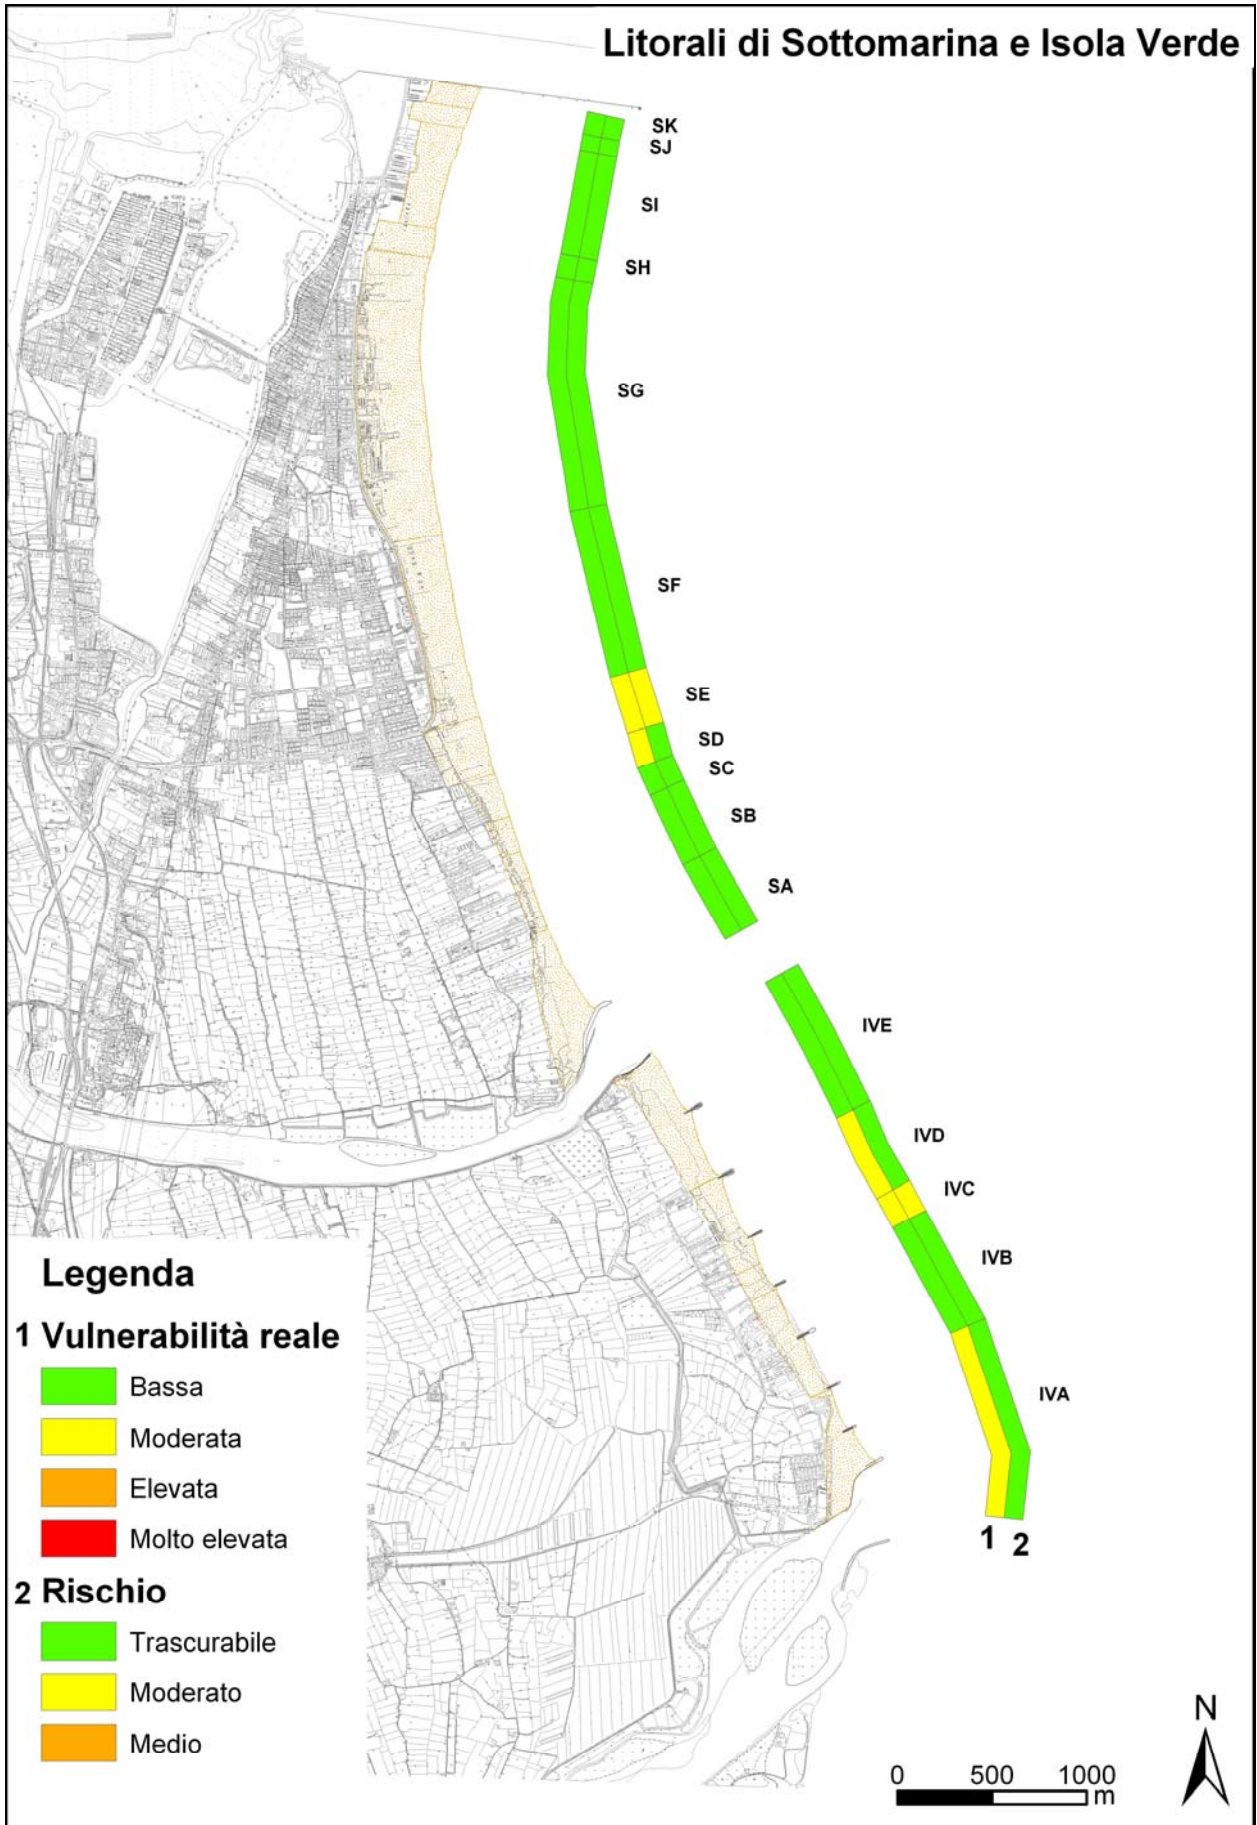 Litorali di Sottomarina e Isola Verde
SK
SJ
SI
SH
SG
SF
SE
SD
SC
SB
SA
IVE
IVD
IVC
IVB
IVA
1 2
Legenda
1 Vulnerabilità reale
Bassa
Moderata
Elevata
Molto elevata
2 Rischio
Trascurabile
Moderato
Medio
N
0 500 1000
m